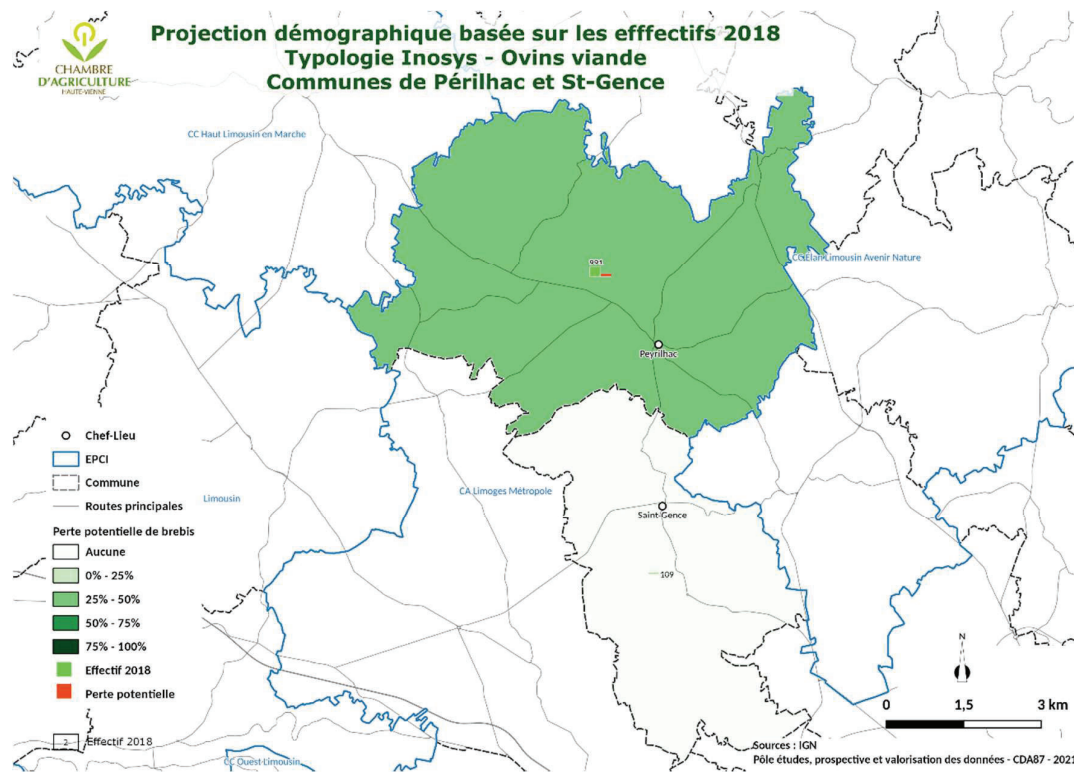 Projection démographique basée sur les efffectifs 2018
Typologie Inosys - Ovins viande
Communes de Périlhac et St-Gence
CHAMBRE
D'AGRICULTURE
HAUTE-VIENNE
CC Haut Limousin en Marche
CC Elan Limousin Avenir Nature
991
Peyrilhac
CA Limoges Métropole
Limousin
Saint-Gence
109
CC Ouest Limousin
Chef-Lieu
EPCI
Commune
Routes principales
Perte potentielle de brebis
Aucune
0% - 25%
25% - 50%
50% - 75%
75% - 100%
Effectif 2018
Perte potentielle
2 Effectif 2018
N
0 1,5 3 km
Sources : IGN
Pôle études, prospective et valorisation des données - CDA87 - 2021